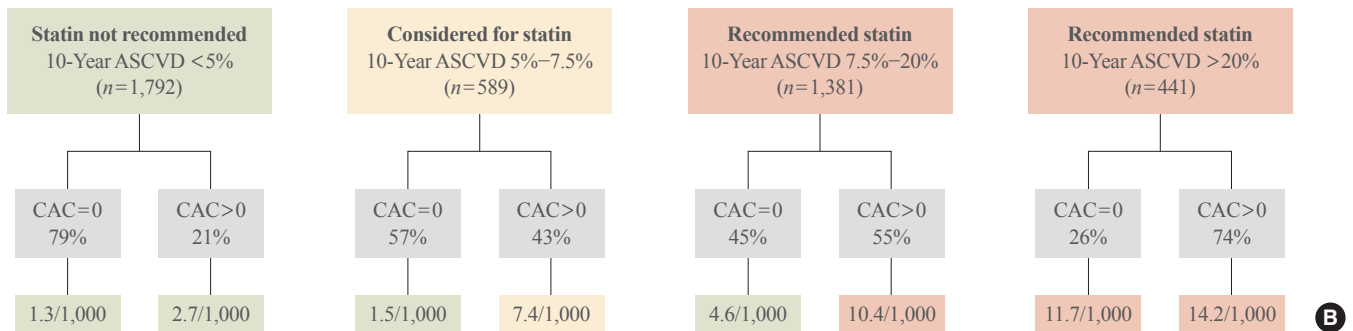 Statin not recommended
10-Year ASCVD <5%
(n=1,792)
Considered for statin
10-Year ASCVD 5%−7.5%
(n=589)
Recommended statin
10-Year ASCVD 7.5%−20%
(n=1,381)
Recommended statin
10-Year ASCVD >20%
(n=441)
CAC=0
79%
CAC>0
21%
CAC=0
57%
CAC>0
43%
CAC=0
45%
CAC>0
55%
CAC=0
26%
CAC>0
74%
1.3/1,000
2.7/1,000
1.5/1,000
7.4/1,000
4.6/1,000
10.4/1,000
11.7/1,000
14.2/1,000
B